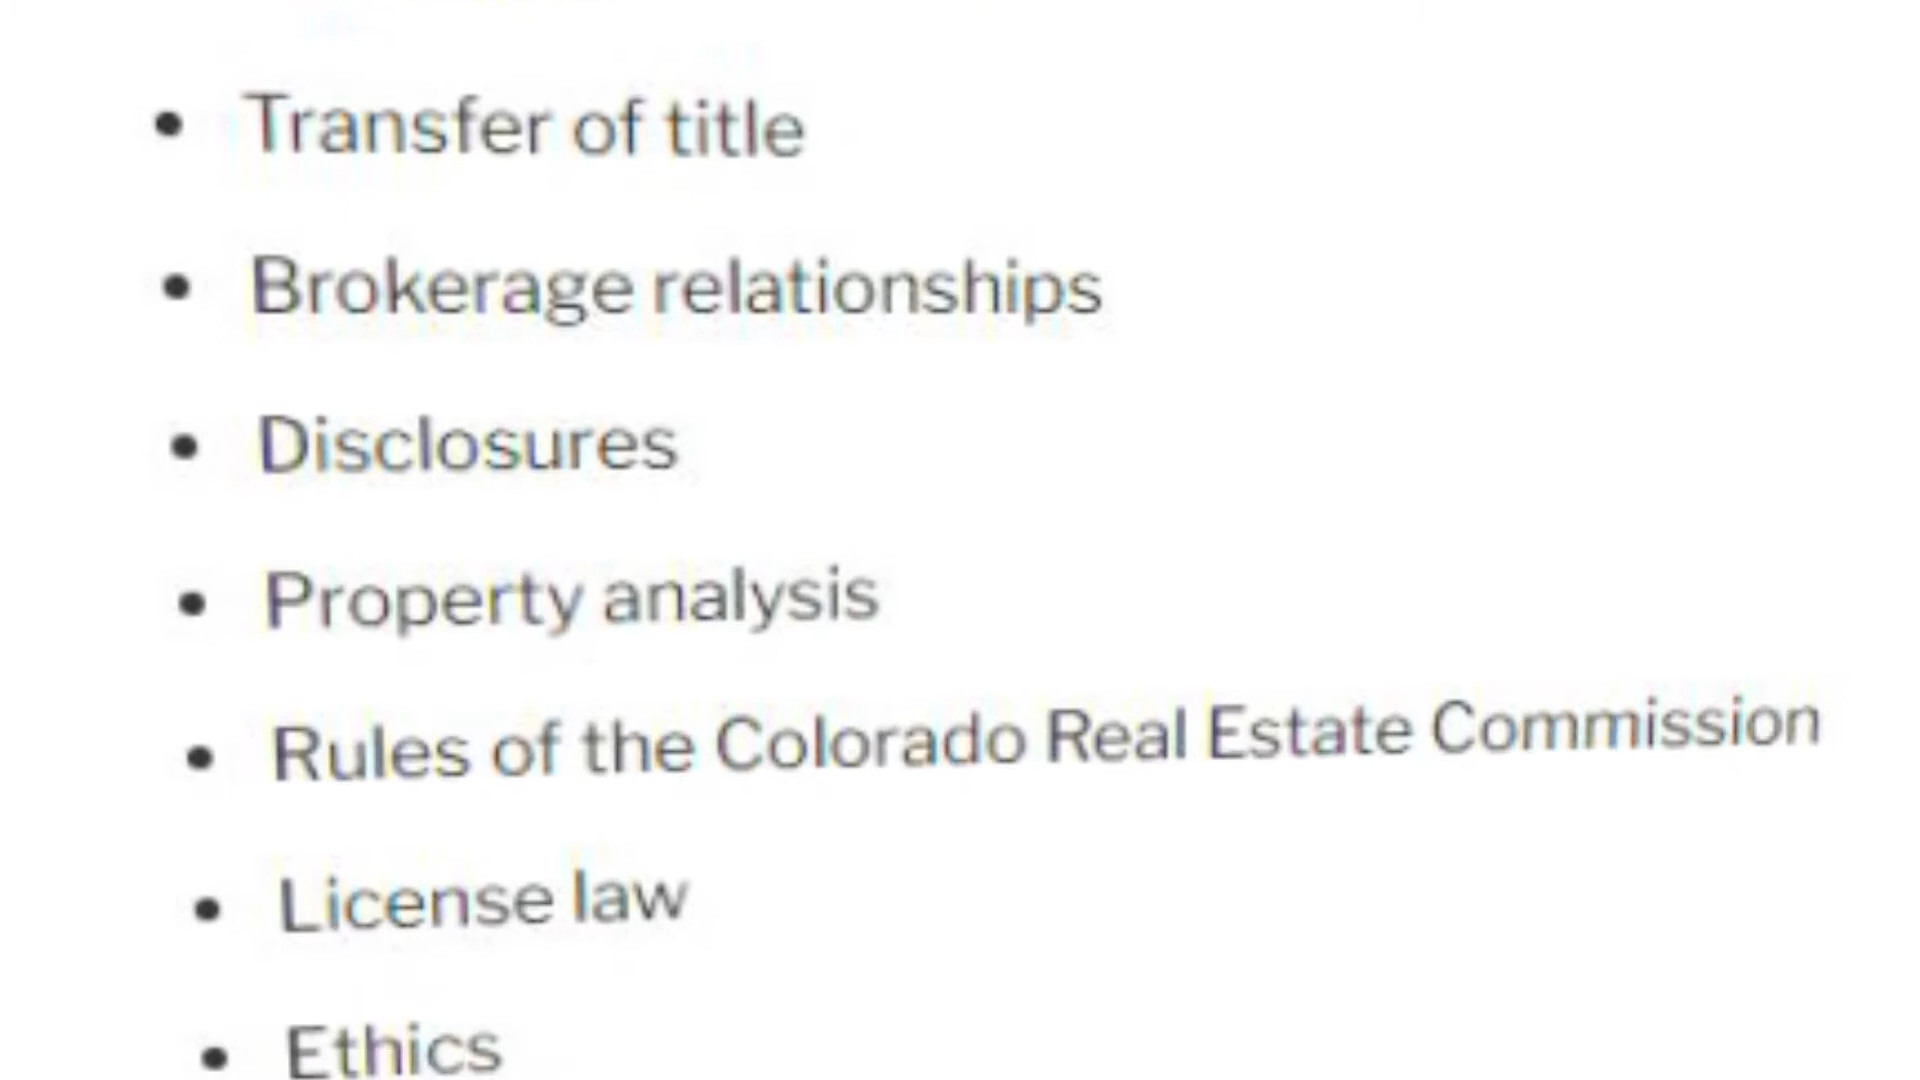 • Transfer of title
• Brokerage relationships
• Disclosures
• Property analysis
• Rules of the Colorado Real Estate Commission
• License law
• Ethics